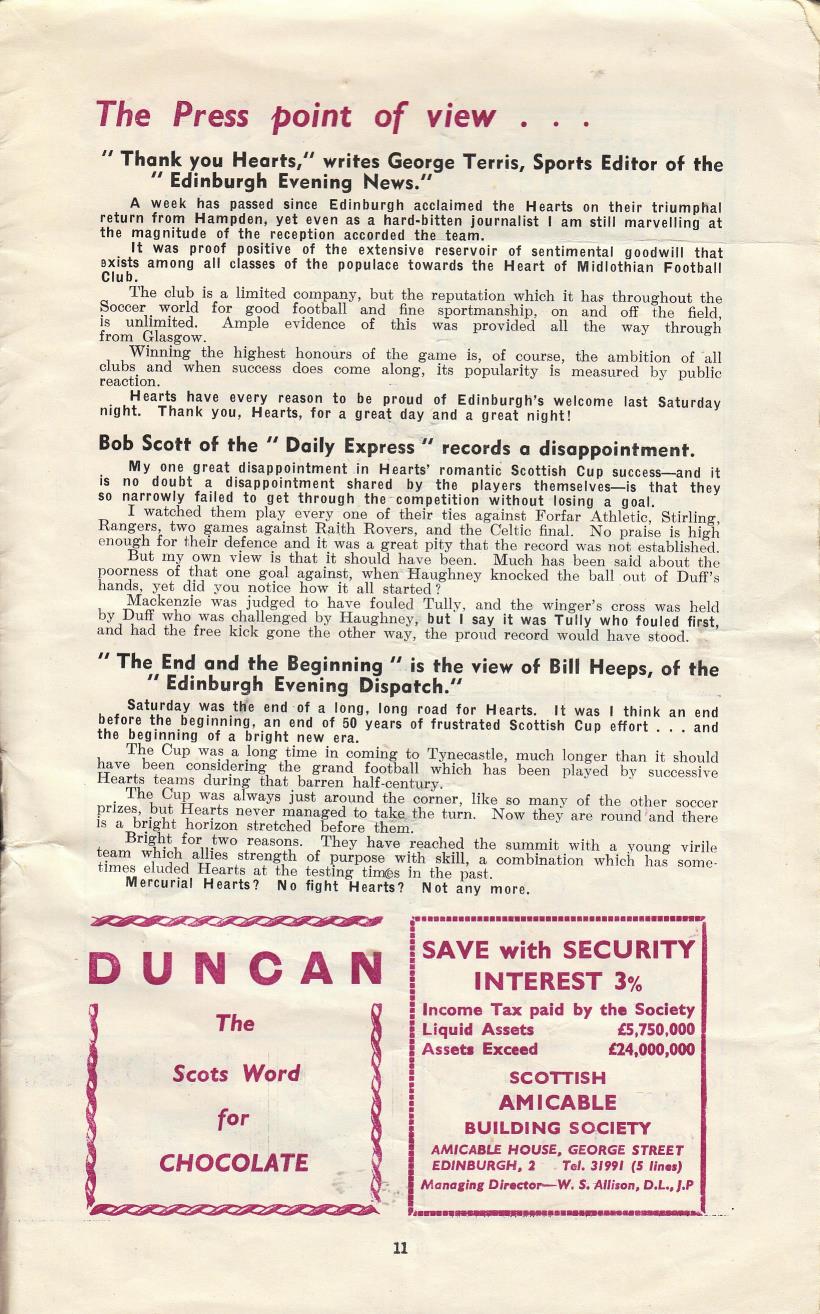 The Press point of view . . .
" Thank you Hearts," writes George Terris, Sports Editor of the
" Edinburgh Evening News."
A week has passed since Edinburgh acclaimed the Hearts on their triumphal
return from Hampden, yet even as a hard-bitten journalist I am still marvelling at
the magnitude of the reception accorded the team.
It was proof positive of the extensive reservoir of sentimental goodwill that
exists among all classes of the populace towards the Heart of Midlothian Football
Club.
The club is a limited company, but the reputation which it has throughout the
Soccer world for good football and fine sportmanship, on and off the field,
is unlimited. Ample evidence of this was provided all the way through
from Glasgow.
Winning the highest honours of the game is, of course, the ambition of all
clubs and when success does come along, its popularity is measured by public
reaction.
Hearts have every reason to be proud of Edinburgh's welcome last Saturday
night. Thank you, Hearts, for a great day and a great night!
Bob Scott of the " Daily Express " records a disappointment.
My one great disappointment in Hearts' romantic Scottish Cup success—and it
is no doubt a disappointment shared by the players themselves—is that they
so narrowly failed to get through the competition without losing a goal.
I watched them play every one of their ties against Forfar Athletic, Stirling,
Rangers, two games against Raith Rovers, and the Celtic final. No praise is high
enough for their defence and it was a great pity that the record was not established.
But my own view is that it should have been. Much has been said about the
poorness of that one goal against, when Haughney knocked the ball out of Duff's
hands, yet did you notice how it all started?
Mackenzie was judged to have fouled Tully, and the winger's cross was held
by Duff who was challenged by Haughney, but I say it was Tully who fouled first,
and had the free kick gone the other way, the proud record would have stood.
" The End and the Beginning " is the view of Bill Heeps, of the
" Edinburgh Evening Dispatch."
Saturday was the end of a long, long road for Hearts. It was I think an end
before the beginning, an end of 50 years of frustrated Scottish Cup effort . . . and
the beginning of a bright new era.
The Cup was a long time in coming to Tynecastle, much longer than it should
have been considering the grand football which has been played by successive
Hearts teams during that barren half-century.
The Cup was always just around the corner, like so many of the other soccer
prizes, but Hearts never managed to take the turn. Now they are round and there
is a bright horizon stretched before them.
Bright for two reasons. They have reached the summit with a young virile
team which allies strength of purpose with skill, a combination which has some-
times eluded Hearts at the testing times in the past.
Mercurial Hearts? No fight Hearts? Not any more.
DUNCAN
The
Scots Word
for
CHOCOLATE
SAVE with SECURITY
INTEREST 3%
Income Tax paid by the Society
Liquid Assets £5,750,000
Assets Exceed £24,000,000
SCOTTISH
AMICABLE
BUILDING SOCIETY
AMICABLE HOUSE, GEORGE STREET
EDINBURGH, 2 Tel. 31991 (5 lines)
Managing Director—W. S. Allison, D.L., J.P
11